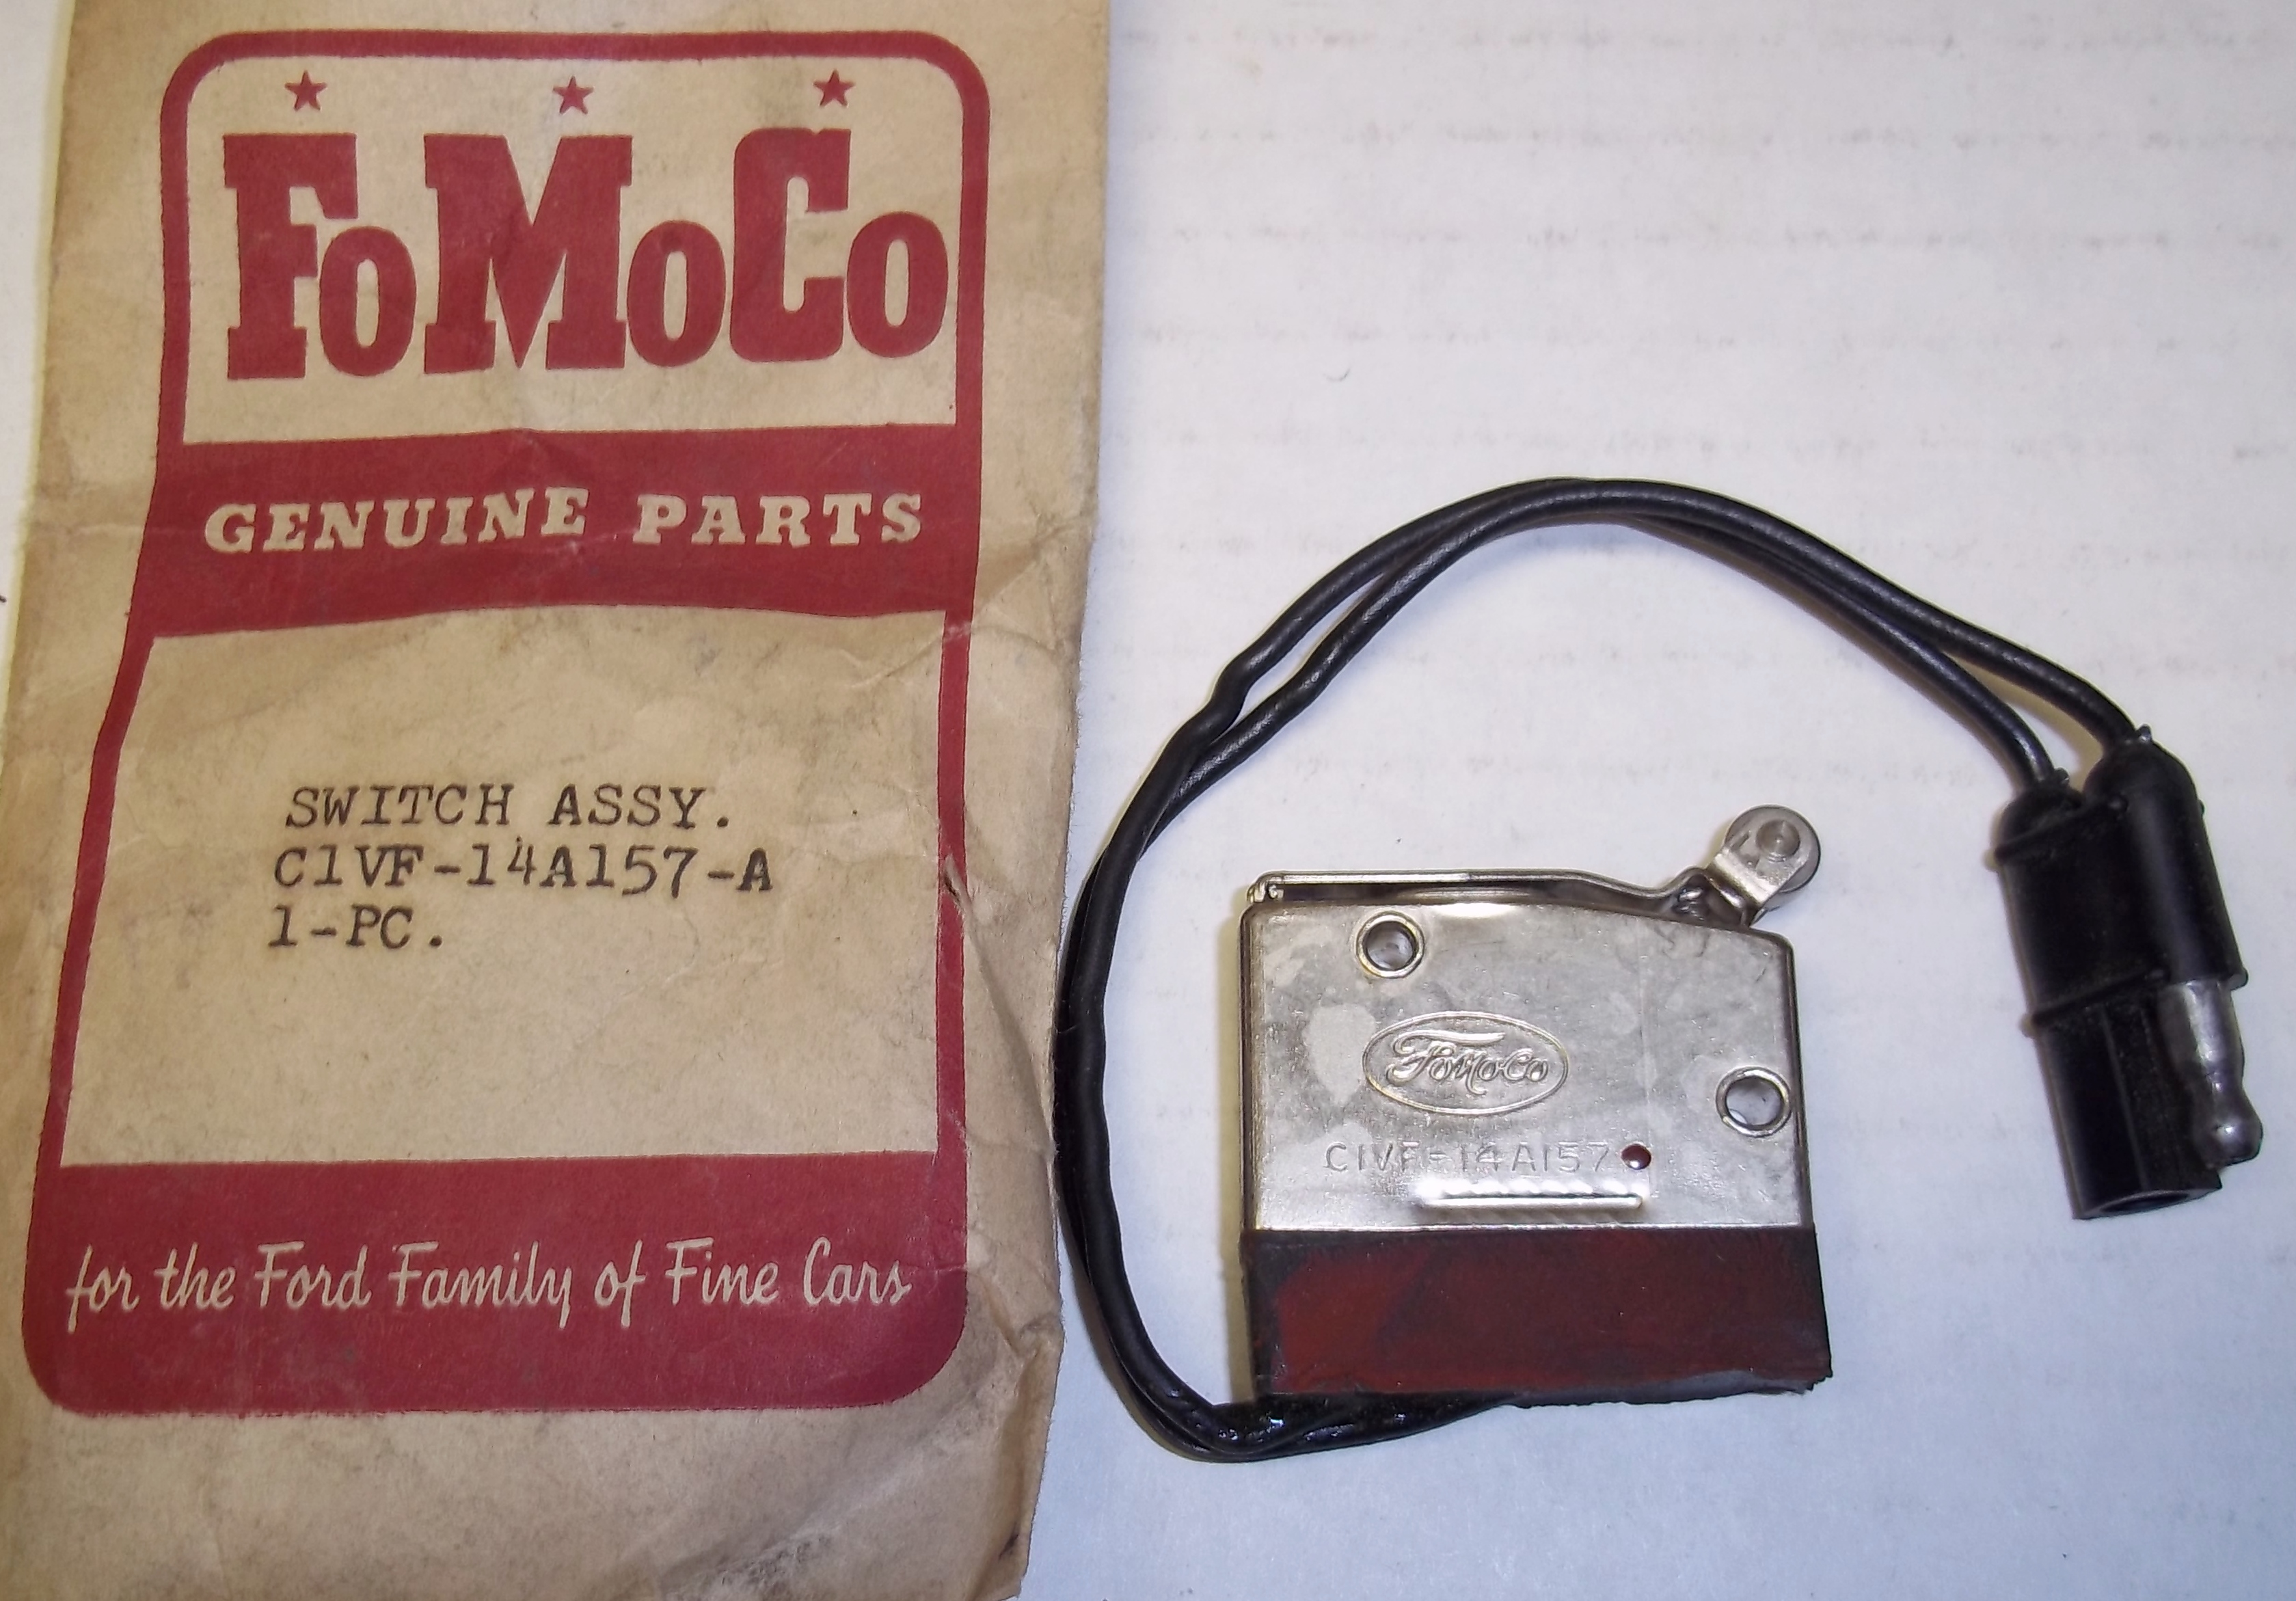 FoMoCo
GENUINE PARTS
SWITCH ASSY.
C1VF-14A157-A
1-PC.
for the Ford Family of Fine Cars
FoMoCo
C1VF-14A157